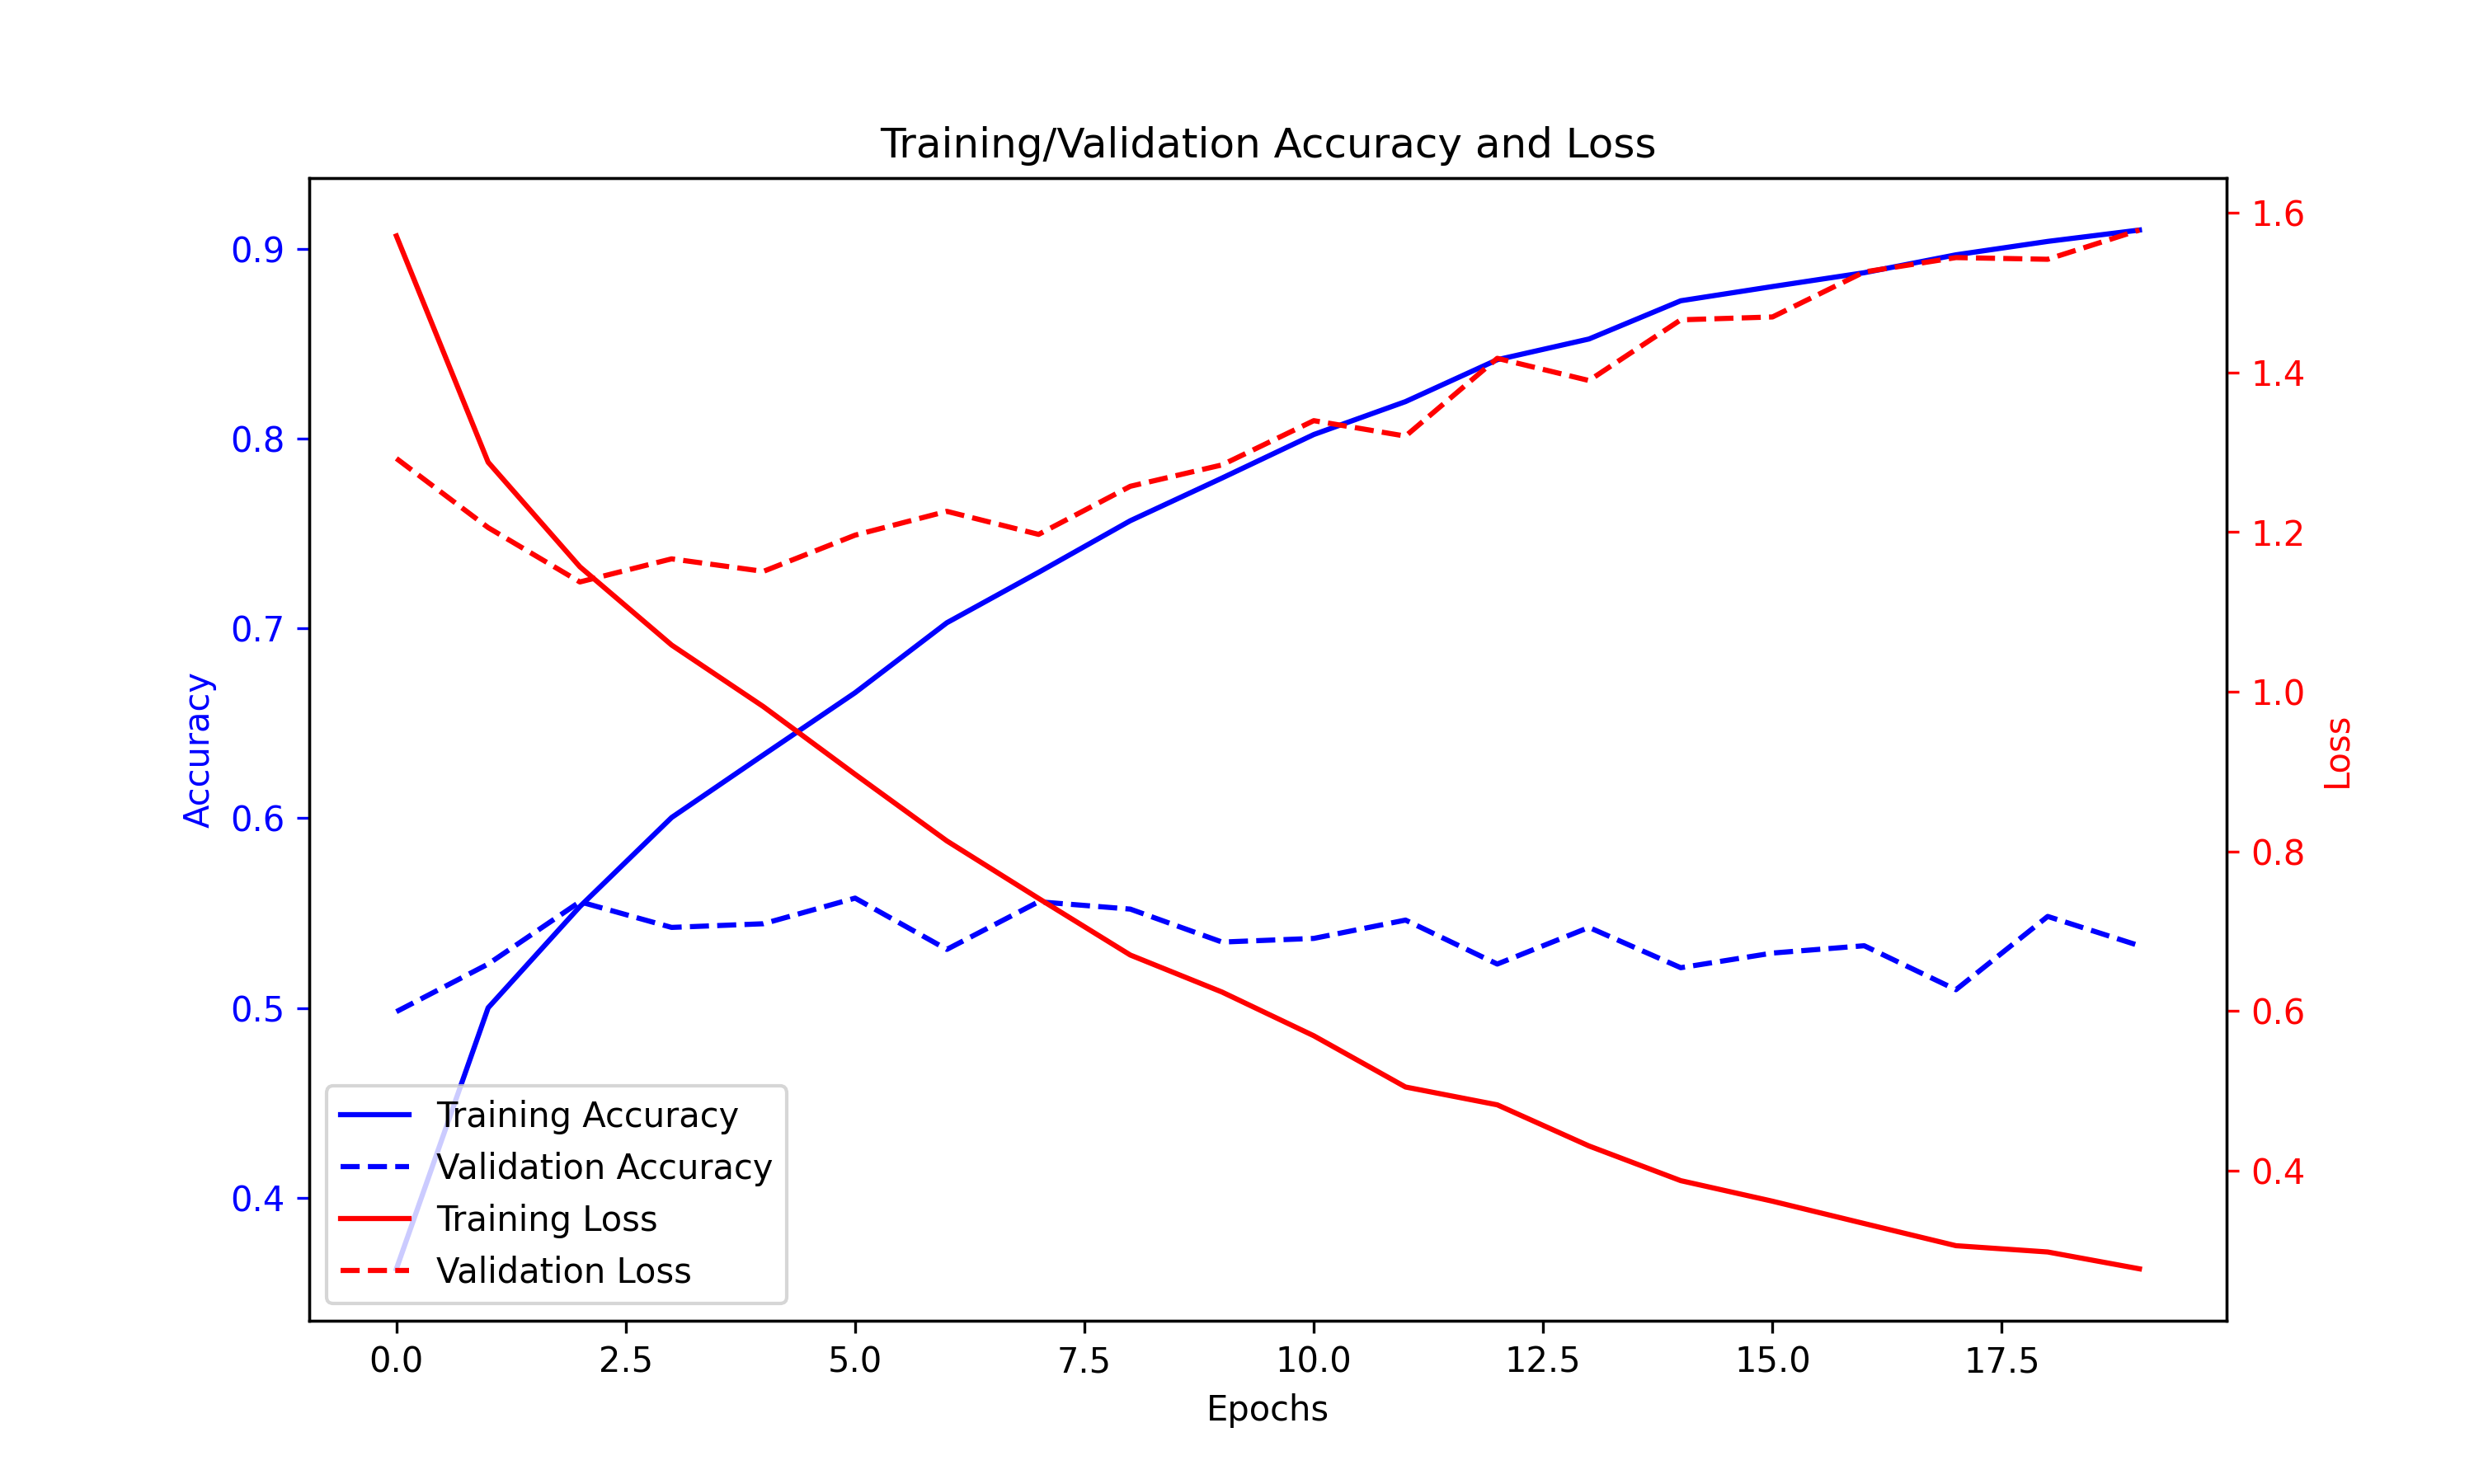 Training/Validation Accuracy and Loss
Accuracy
0.9
0.8
0.7
0.6
0.5
0.4
1.6
1.4
1.2
1.0
0.8
0.6
0.4
Loss
Training Accuracy
Validation Accuracy
Training Loss
Validation Loss
0.0 2.5 5.0 7.5 10.0 12.5 15.0 17.5
Epochs